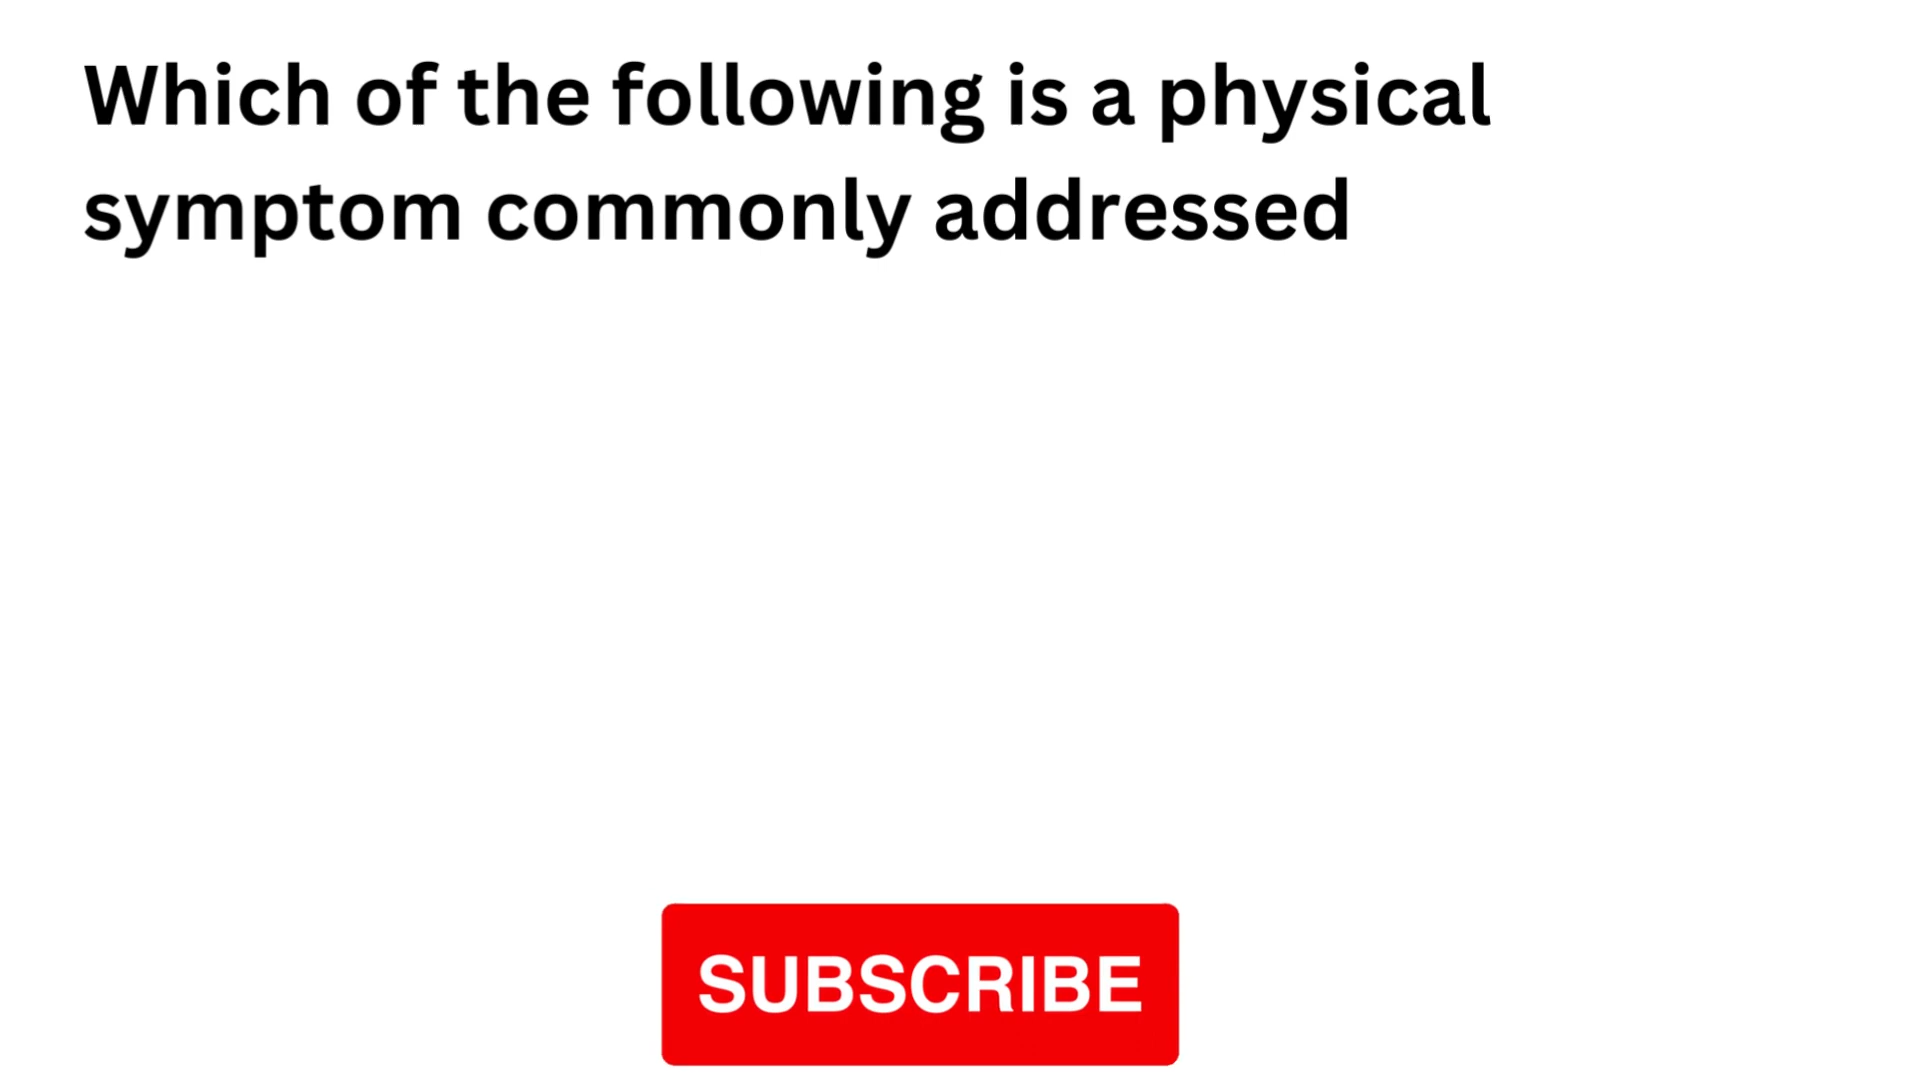 Which of the following is a physical
symptom commonly addressed
SUBSCRIBE